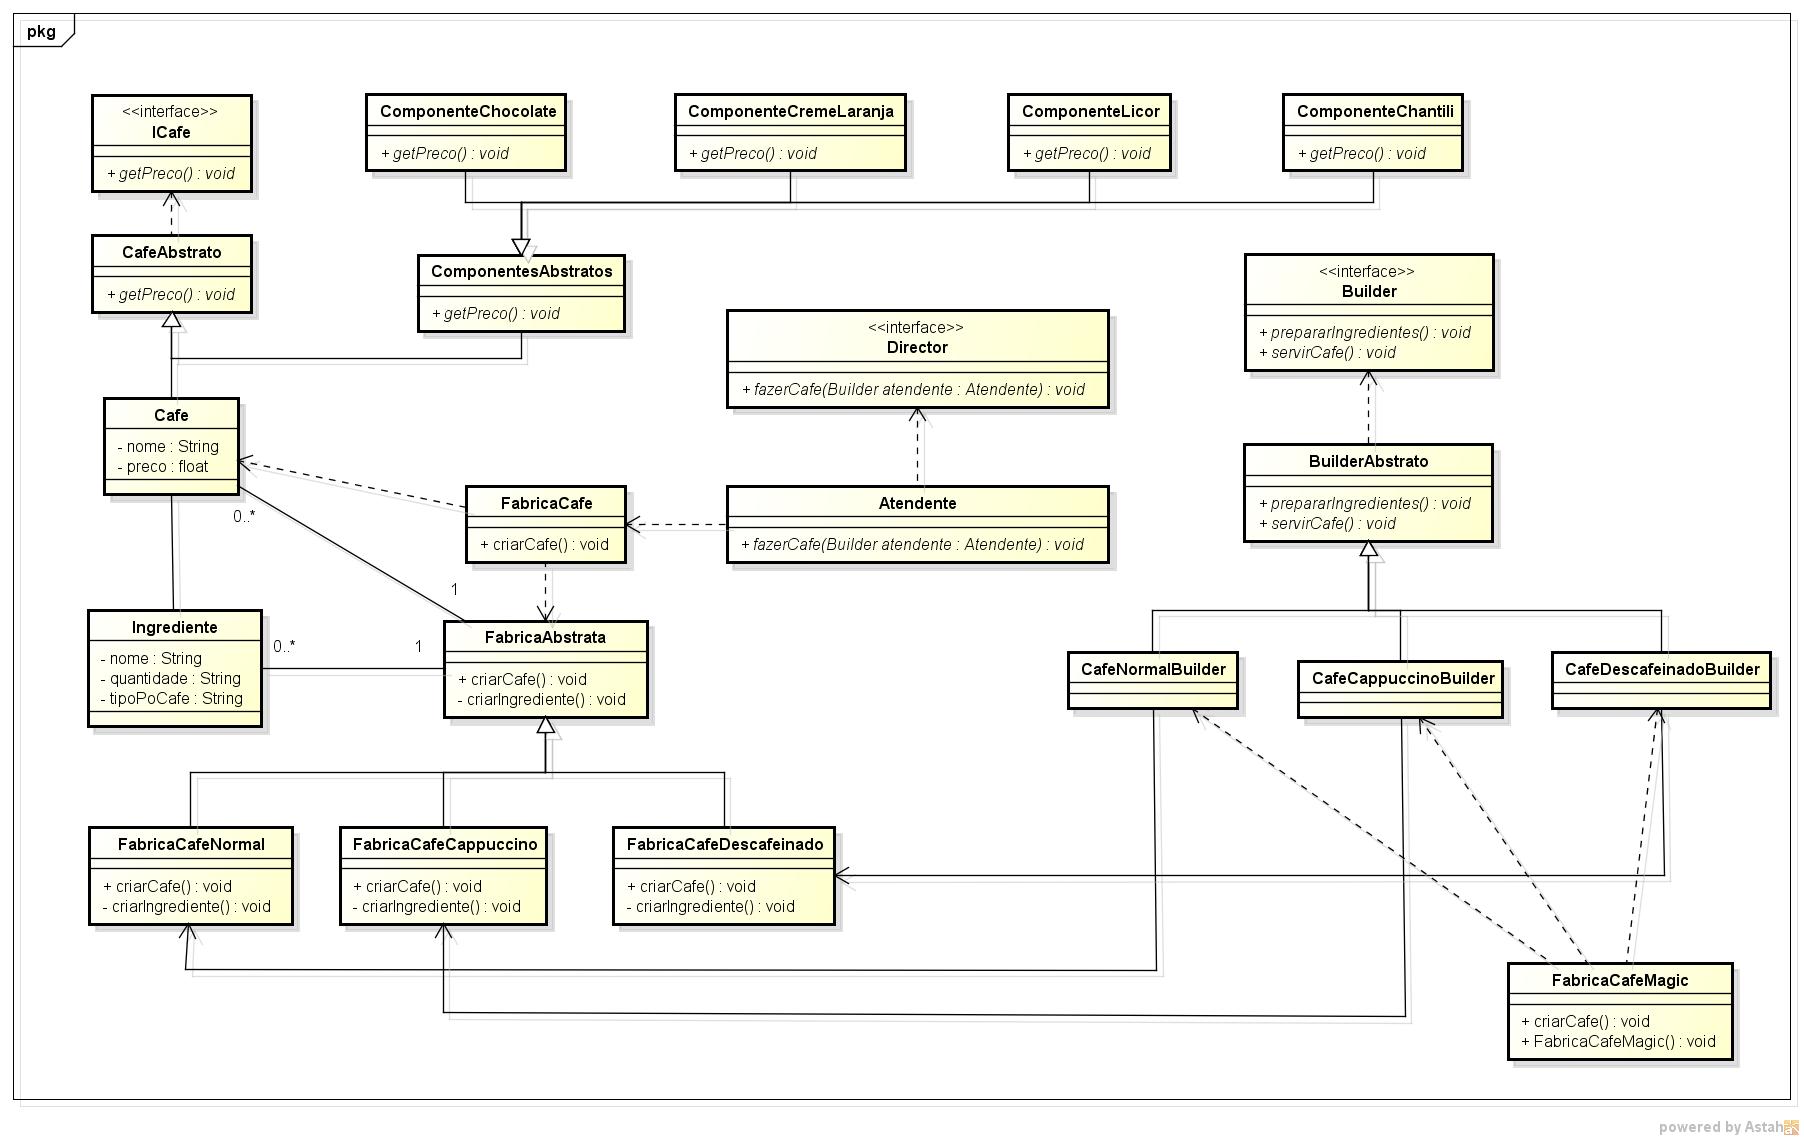 pkg
<<interface>>
ICafe
+ getPreco() : void
ComponenteChocolate
+ getPreco() : void
ComponenteCremeLaranja
+ getPreco() : void
ComponenteLicor
+ getPreco() : void
ComponenteChantili
+ getPreco() : void
CafeAbstrato
+ getPreco() : void
ComponentesAbstratos
+ getPreco() : void
<<interface>>
Director
+ fazerCafe(Builder atendente : Atendente) : void
<<interface>>
Builder
+ prepararIngredientes() : void
+ servirCafe() : void
Cafe
- nome : String
- preco : float
FabricaCafe
+ criarCafe() : void
Atendente
+ fazerCafe(Builder atendente : Atendente) : void
BuilderAbstrato
+ prepararIngredientes() : void
+ servirCafe() : void
0..*
1
Ingrediente
- nome : String
- quantidade : String
- tipoPoCafe : String
0..*
1
FabricaAbstrata
+ criarCafe() : void
- criarIngrediente() : void
CafeNormalBuilder
CafeCappuccinoBuilder
CafeDescafeinadoBuilder
FabricaCafeNormal
+ criarCafe() : void
- criarIngrediente() : void
FabricaCafeCappuccino
+ criarCafe() : void
- criarIngrediente() : void
FabricaCafeDescafeinado
+ criarCafe() : void
- criarIngrediente() : void
FabricaCafeMagic
+ criarCafe() : void
+ FabricaCafeMagic() : void
powered by Astah